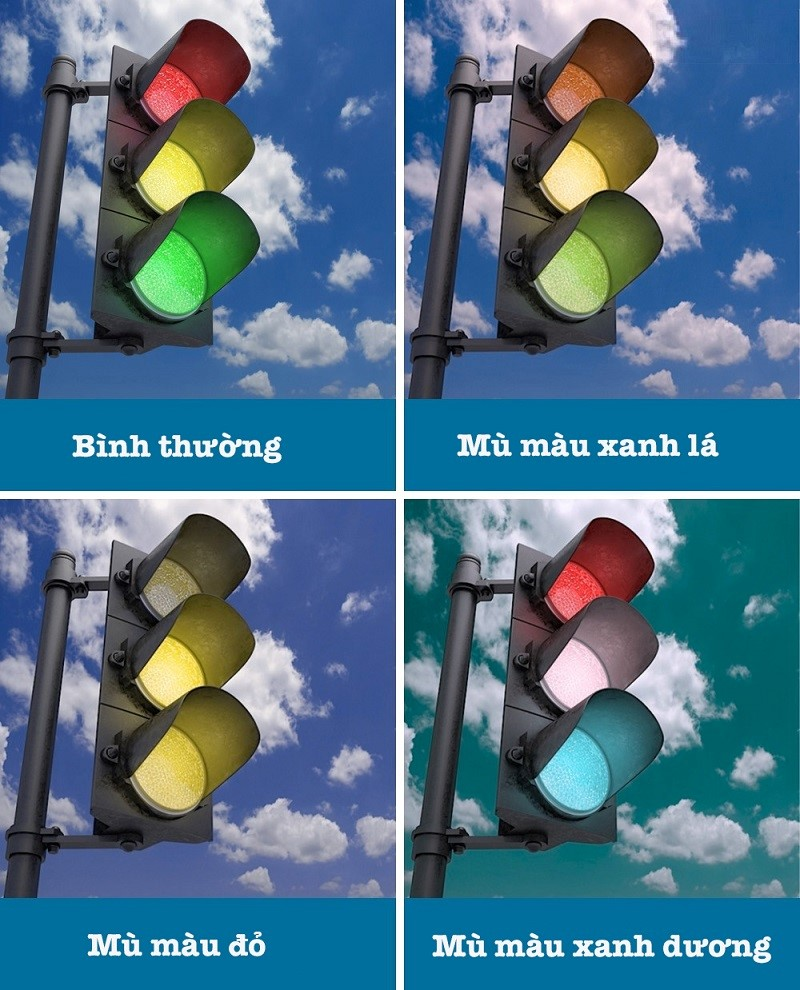 Bình thường
Mù màu xanh lá
Mù màu đỏ
Mù màu xanh dương